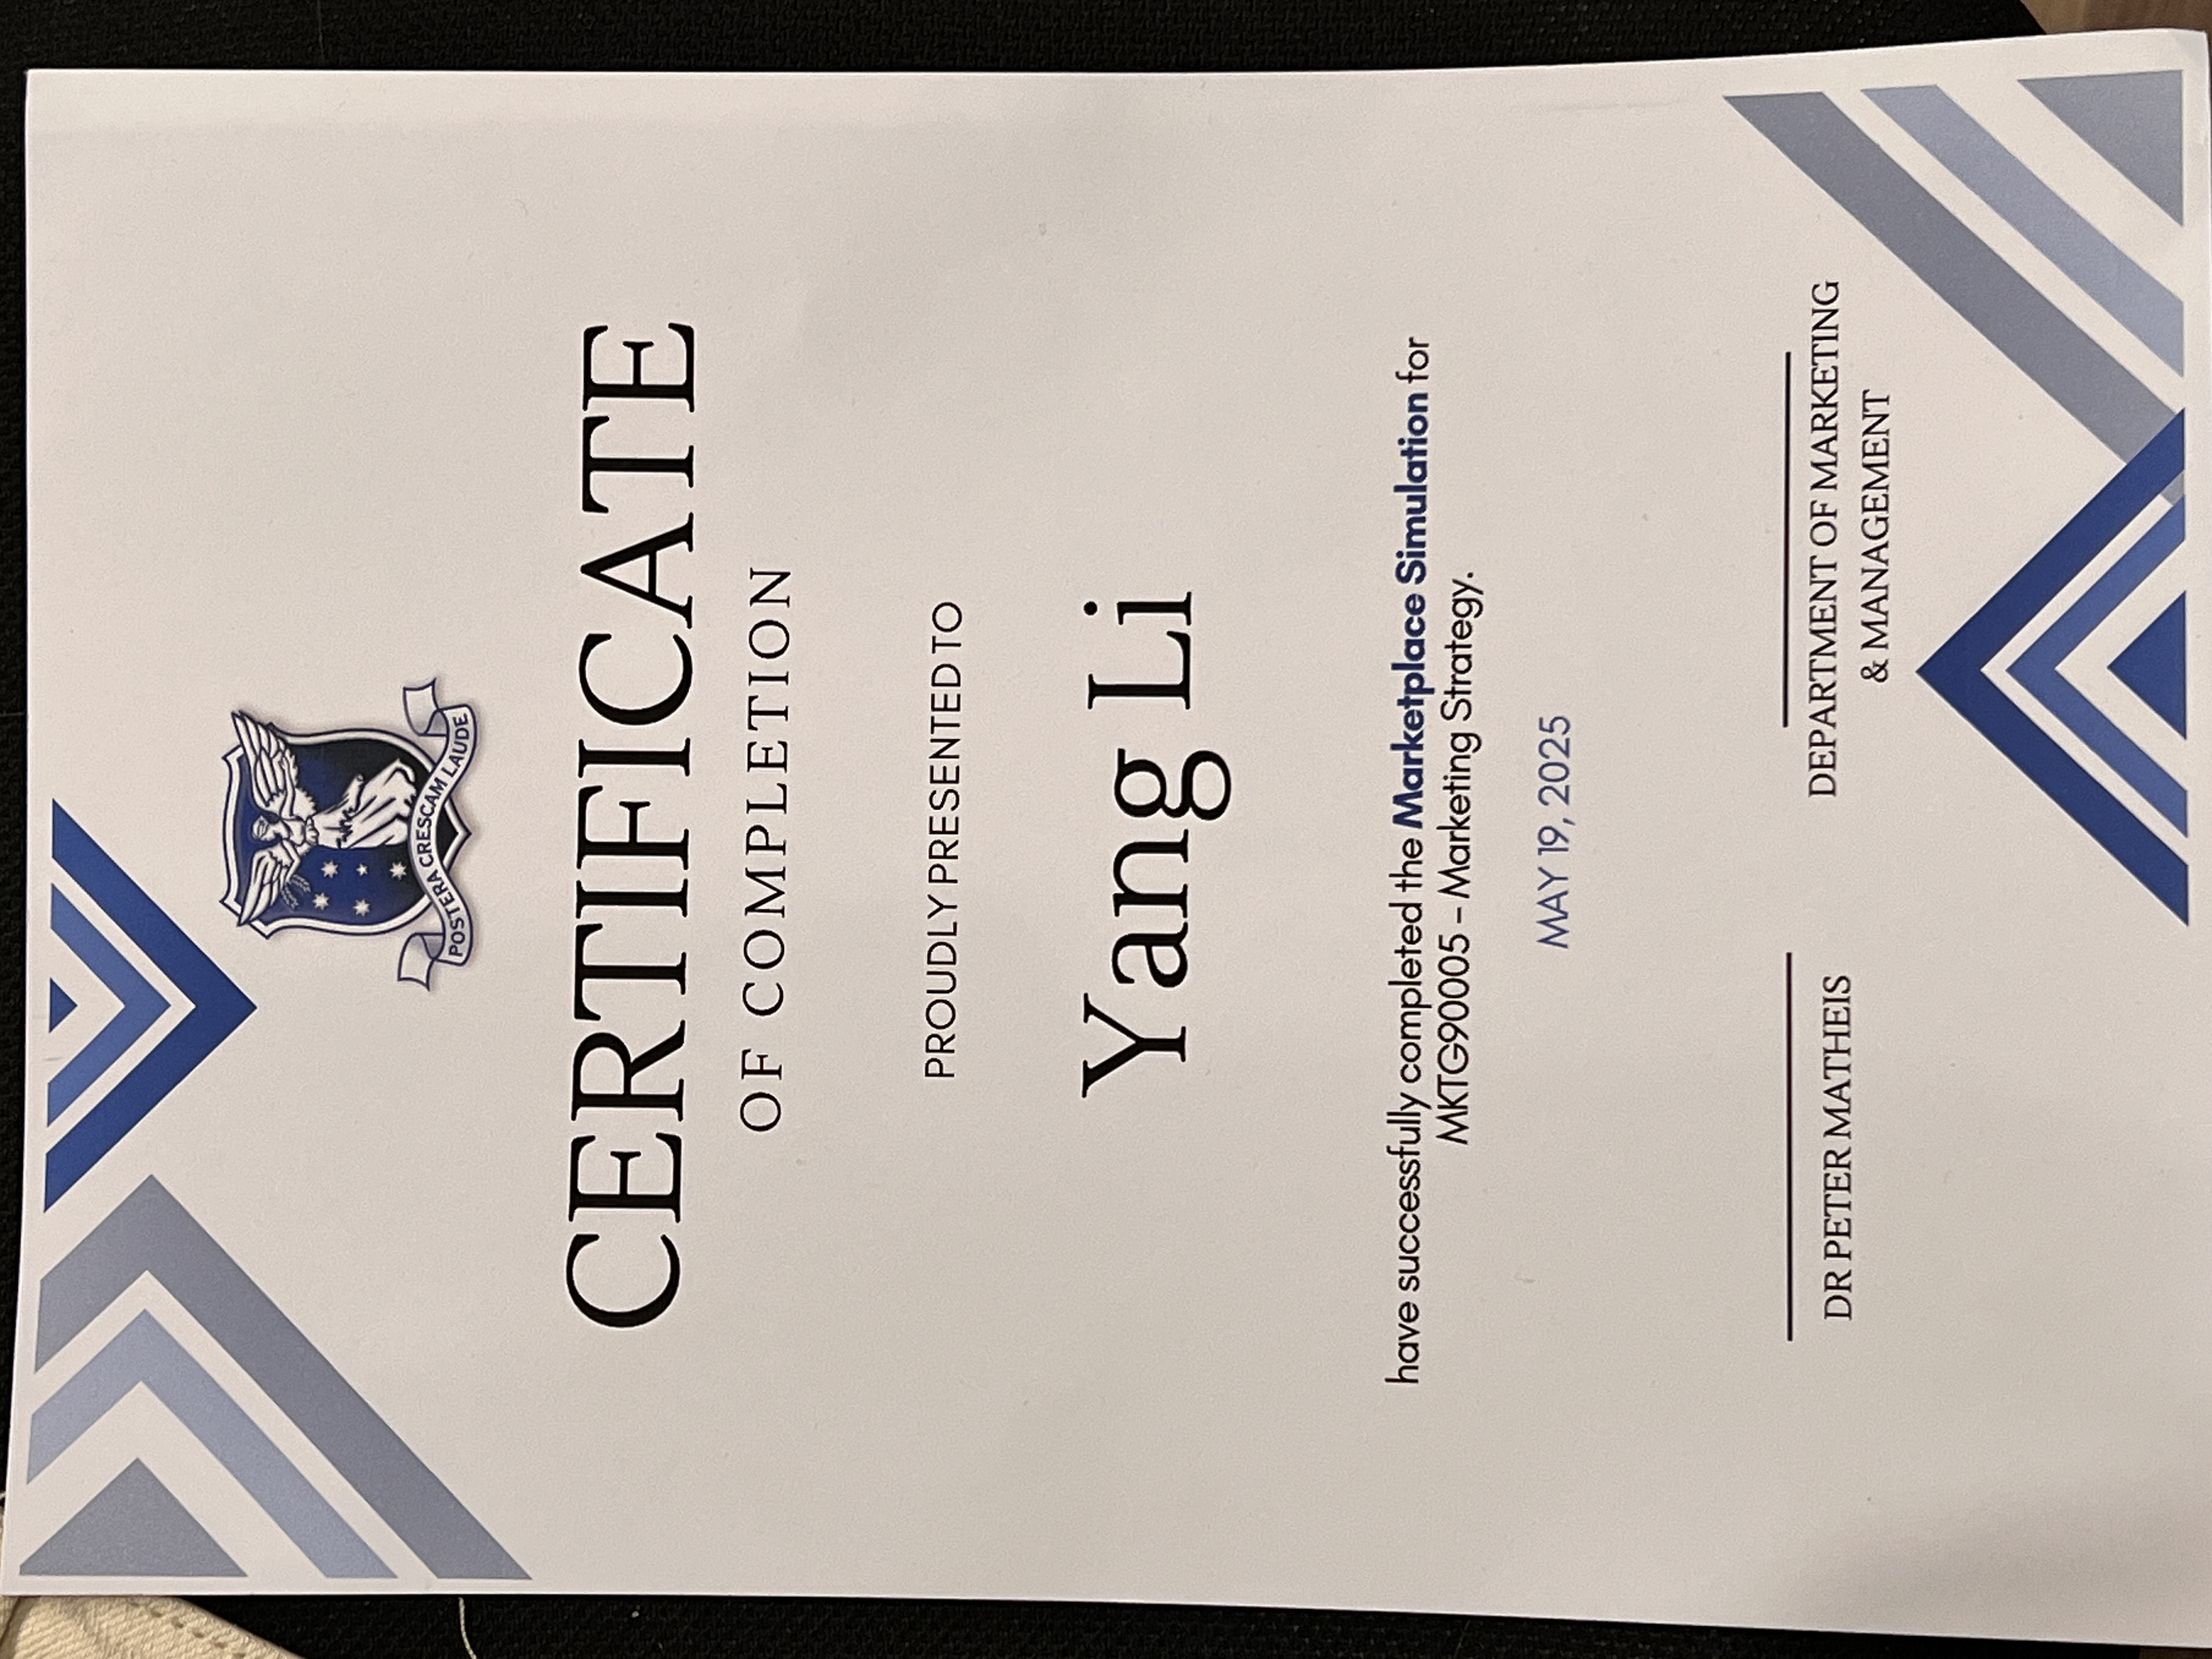 POSTERA CRESCAM LAUDE
CERTIFICATE
OF COMPLETION
PROUDLY PRESENTED TO
Yang Li
have successfully completed the Marketplace Simulation for
MKTG90005 – Marketing Strategy.
MAY 19, 2025
DR PETER MATHEIS
DEPARTMENT OF MARKETING
& MANAGEMENT